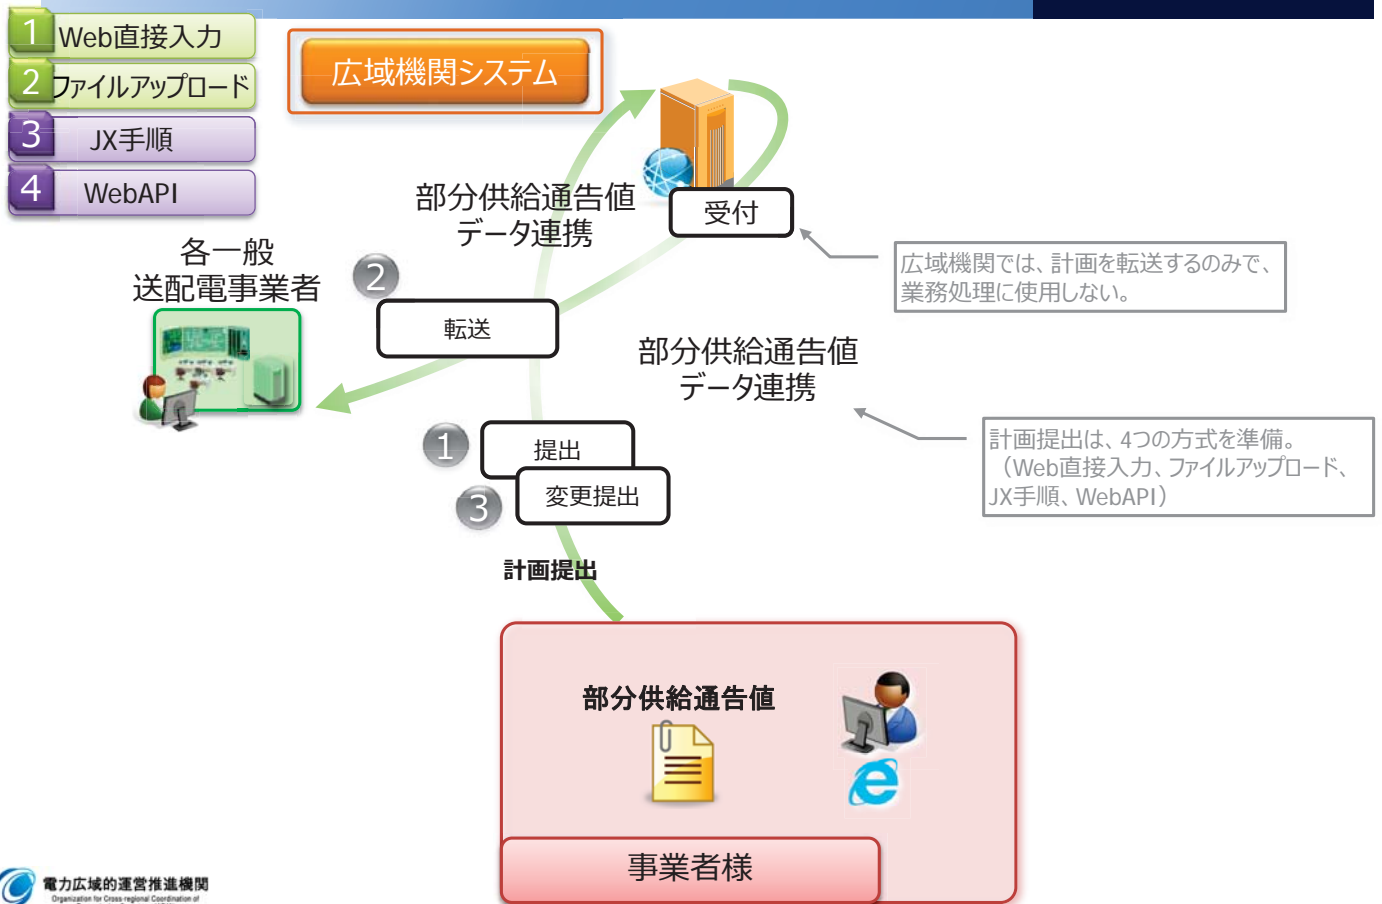 1 Web直接入力
2 ファイルアップロード
3 JX手順
4 WebAPI
広域機関システム
部分供給通告値
データ連携
受付
各一般
送配電事業者
2
転送
広域機関では、計画を転送するのみで、
業務処理に使用しない。
部分供給通告値
データ連携
1
提出
3
変更提出
計画提出は、4つの方式を準備。
（Web直接入力、ファイルアップロード、
JX手順、WebAPI）
計画提出
部分供給通告値
事業者様
電力広域的運営推進機関
Organization for Cross-regional Coordination of